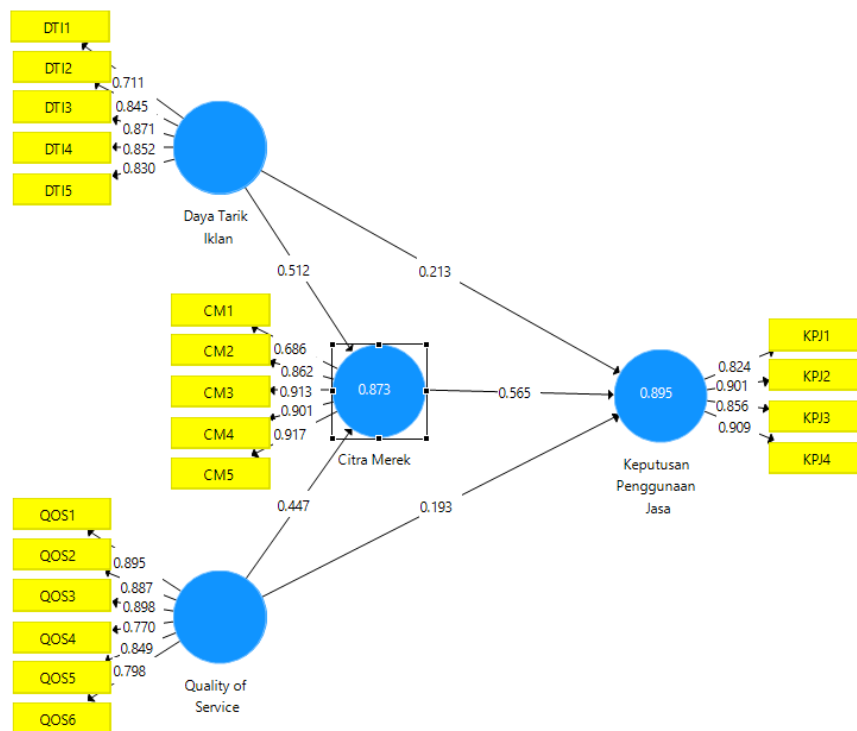 DTI1
DTI2
DTI3
DTI4
DTI5
0.711
0.845
0.871
0.852
0.830
Daya Tarik
Iklan
0.512
0.213
CM1
CM2
CM3
CM4
CM5
0.686
0.862
0.913
0.901
0.917
0.873
Citra Merek
0.565
0.895
Keputusan
Penggunaan
Jasa
0.824
0.901
0.856
0.909
KPJ1
KPJ2
KPJ3
KPJ4
0.447
0.193
QOS1
QOS2
QOS3
QOS4
QOS5
QOS6
0.895
0.887
0.898
0.770
0.849
0.798
Quality of
Service